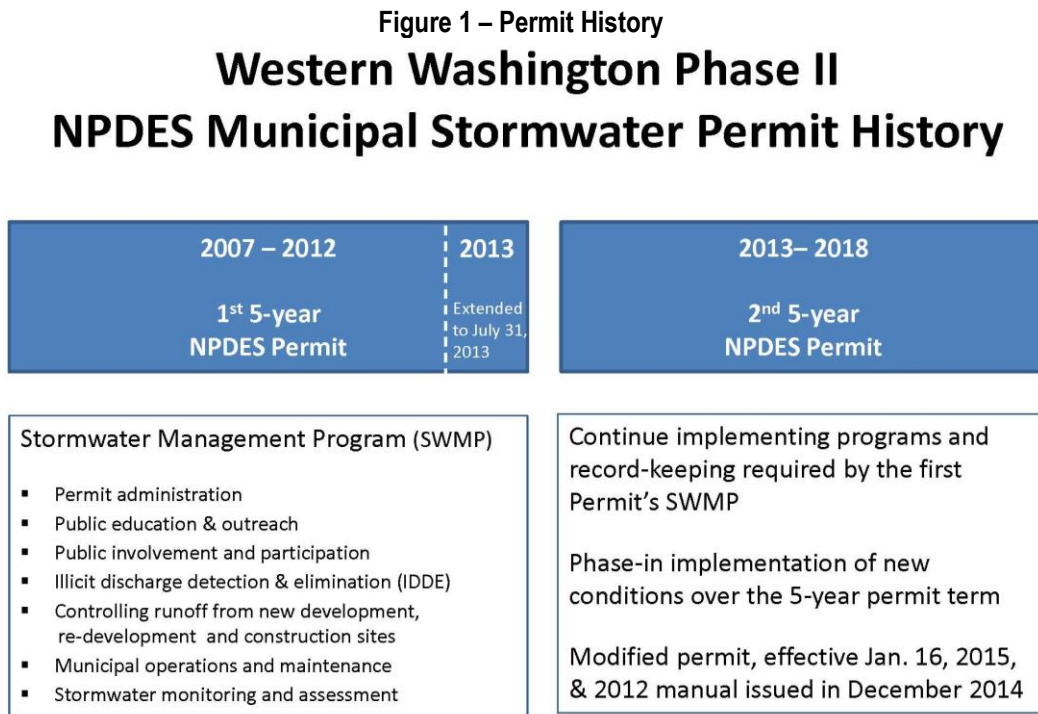 Figure 1 – Permit History
Western Washington Phase II
NPDES Municipal Stormwater Permit History
2007 – 2012
1st 5-year
NPDES Permit
2013
Extended
to July 31,
2013
2013– 2018
2nd 5-year
NPDES Permit
Stormwater Management Program (SWMP)
▪ Permit administration
▪ Public education & outreach
▪ Public involvement and participation
▪ Illicit discharge detection & elimination (IDDE)
▪ Controlling runoff from new development,
re-development and construction sites
▪ Municipal operations and maintenance
▪ Stormwater monitoring and assessment
Continue implementing programs and
record-keeping required by the first
Permit’s SWMP
Phase-in implementation of new
conditions over the 5-year permit term
Modified permit, effective Jan. 16, 2015,
& 2012 manual issued in December 2014